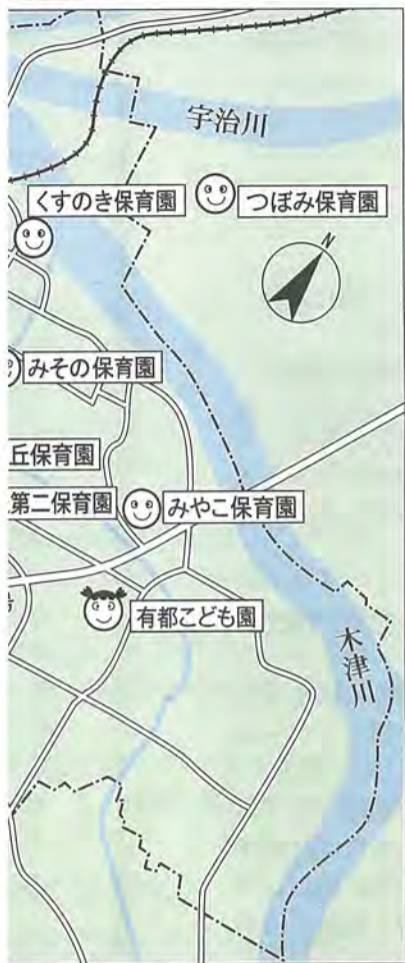 宇治川
くすのき保育園
つぼみ保育園
N
みその保育園
丘保育園
第二保育園
みやこ保育園
有都こども園
木津川